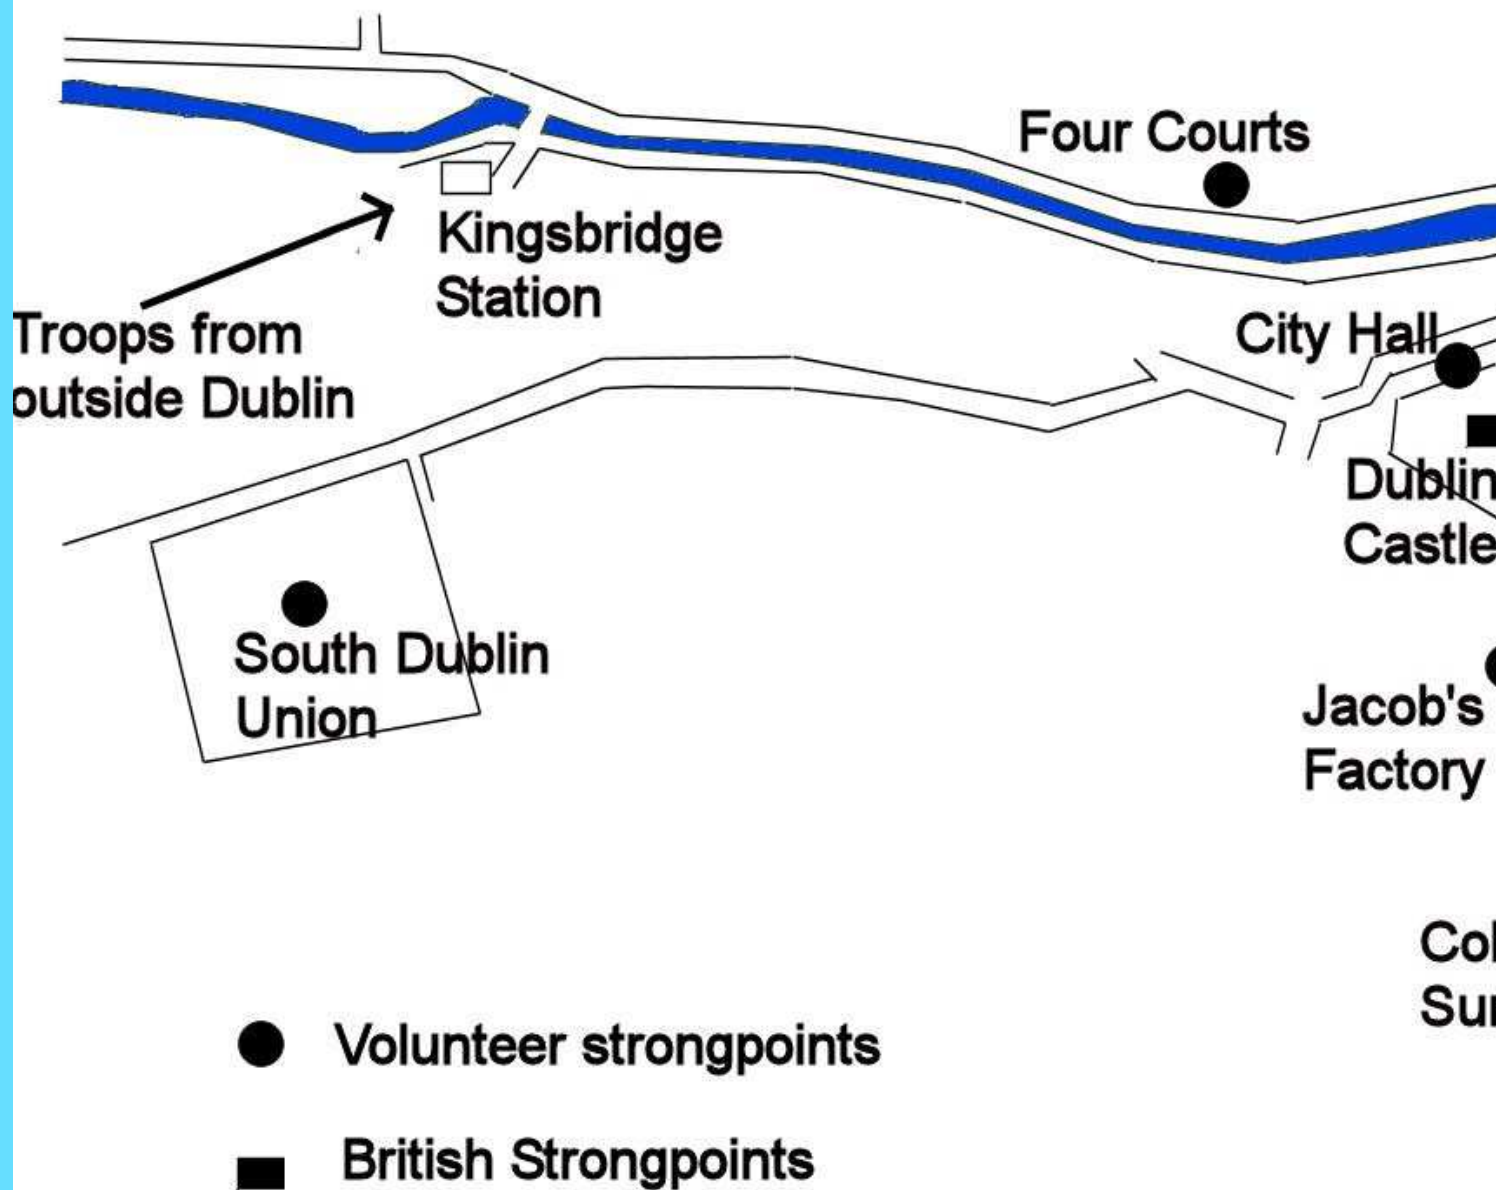 Four Courts
Kingsbridge
Station
Troops from
outside Dublin
City Hall
Dublin
Castle
South Dublin
Union
Jacob's
Factory
Volunteer strongpoints
British Strongpoints